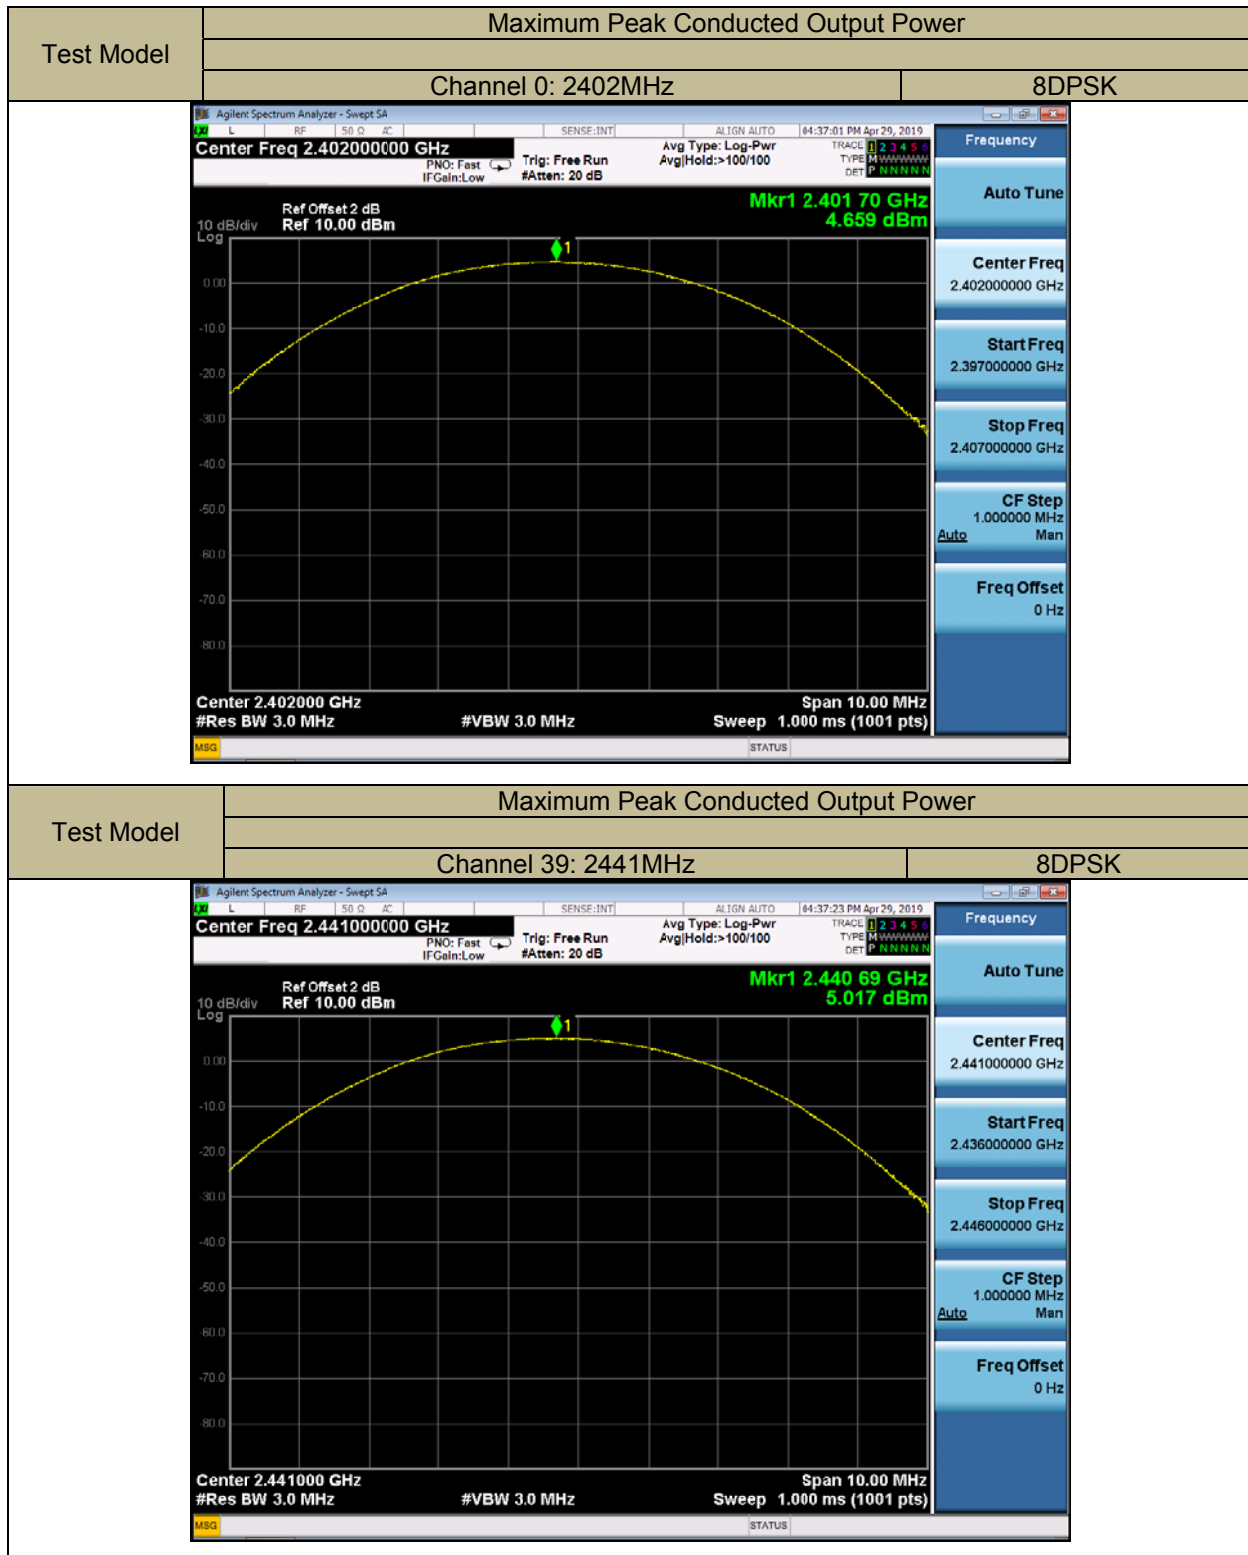 Test Model
Maximum Peak Conducted Output Power
Channel 0: 2402MHz
8DPSK
Agilent Spectrum Analyzer - Swept SA
LXI L RF 50 Ω AC SENSE:INT ALIGN AUTO 04:37:01 PM Apr 29, 2019
Center Freq 2.402000000 GHz
PNO: Fast
IFGain:Low
Trig: Free Run
#Atten: 20 dB
Avg Type: Log-Pwr
Avg|Hold:>100/100
TRACE 1 2 3 4 5 6
TYPE M WWWWW
DET P N N N N N
Mkr1 2.401 70 GHz
4.659 dBm
Ref Offset 2 dB
10 dB/div Ref 10.00 dBm
Log
1
0.00
-10.0
-20.0
-30.0
-40.0
-50.0
-60.0
-70.0
-80.0
Center 2.402000 GHz Span 10.00 MHz
#Res BW 3.0 MHz #VBW 3.0 MHz Sweep 1.000 ms (1001 pts)
MSG STATUS
Frequency
Auto Tune
Center Freq
2.402000000 GHz
Start Freq
2.397000000 GHz
Stop Freq
2.407000000 GHz
CF Step
1.000000 MHz
Auto Man
Freq Offset
0 Hz
Test Model
Maximum Peak Conducted Output Power
Channel 39: 2441MHz
8DPSK
Agilent Spectrum Analyzer - Swept SA
LXI L RF 50 Ω AC SENSE:INT ALIGN AUTO 04:37:23 PM Apr 29, 2019
Center Freq 2.441000000 GHz
PNO: Fast
IFGain:Low
Trig: Free Run
#Atten: 20 dB
Avg Type: Log-Pwr
Avg|Hold:>100/100
TRACE 1 2 3 4 5 6
TYPE M WWWWW
DET P N N N N N
Mkr1 2.440 69 GHz
5.017 dBm
Ref Offset 2 dB
10 dB/div Ref 10.00 dBm
Log
1
0.00
-10.0
-20.0
-30.0
-40.0
-50.0
-60.0
-70.0
-80.0
Center 2.441000 GHz Span 10.00 MHz
#Res BW 3.0 MHz #VBW 3.0 MHz Sweep 1.000 ms (1001 pts)
MSG STATUS
Frequency
Auto Tune
Center Freq
2.441000000 GHz
Start Freq
2.436000000 GHz
Stop Freq
2.446000000 GHz
CF Step
1.000000 MHz
Auto Man
Freq Offset
0 Hz